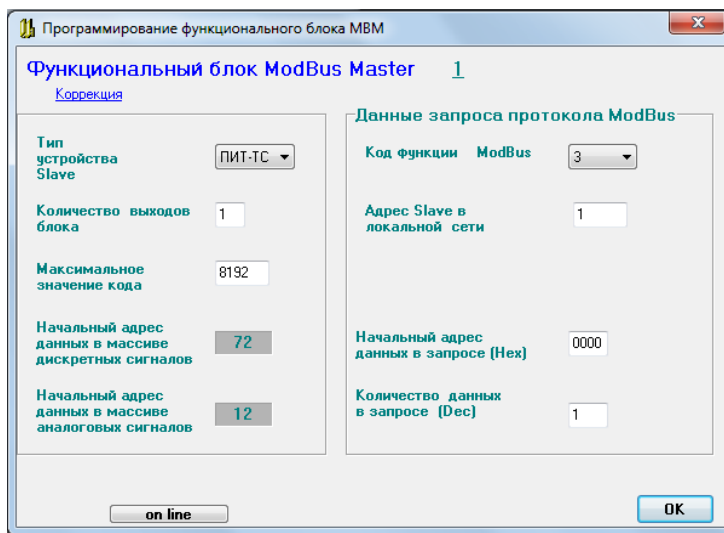 Программирование функционального блока МВМ
Функциональный блок ModBus Master 1
Коррекция
Тип
устройства
Slave
ПИТ-ТС
Количество выходов
блока
1
Максимальное
значение кода
8192
Начальный адрес
данных в массиве
дискретных сигналов
72
Начальный адрес
данных в массиве
аналоговых сигналов
12
Данные запроса протокола ModBus
Код функции ModBus
3
Адрес Slave в
локальной сети
1
Начальный адрес
данных в запросе (Hex)
0000
Количество данных
в запросе (Dec)
1
on line
OK